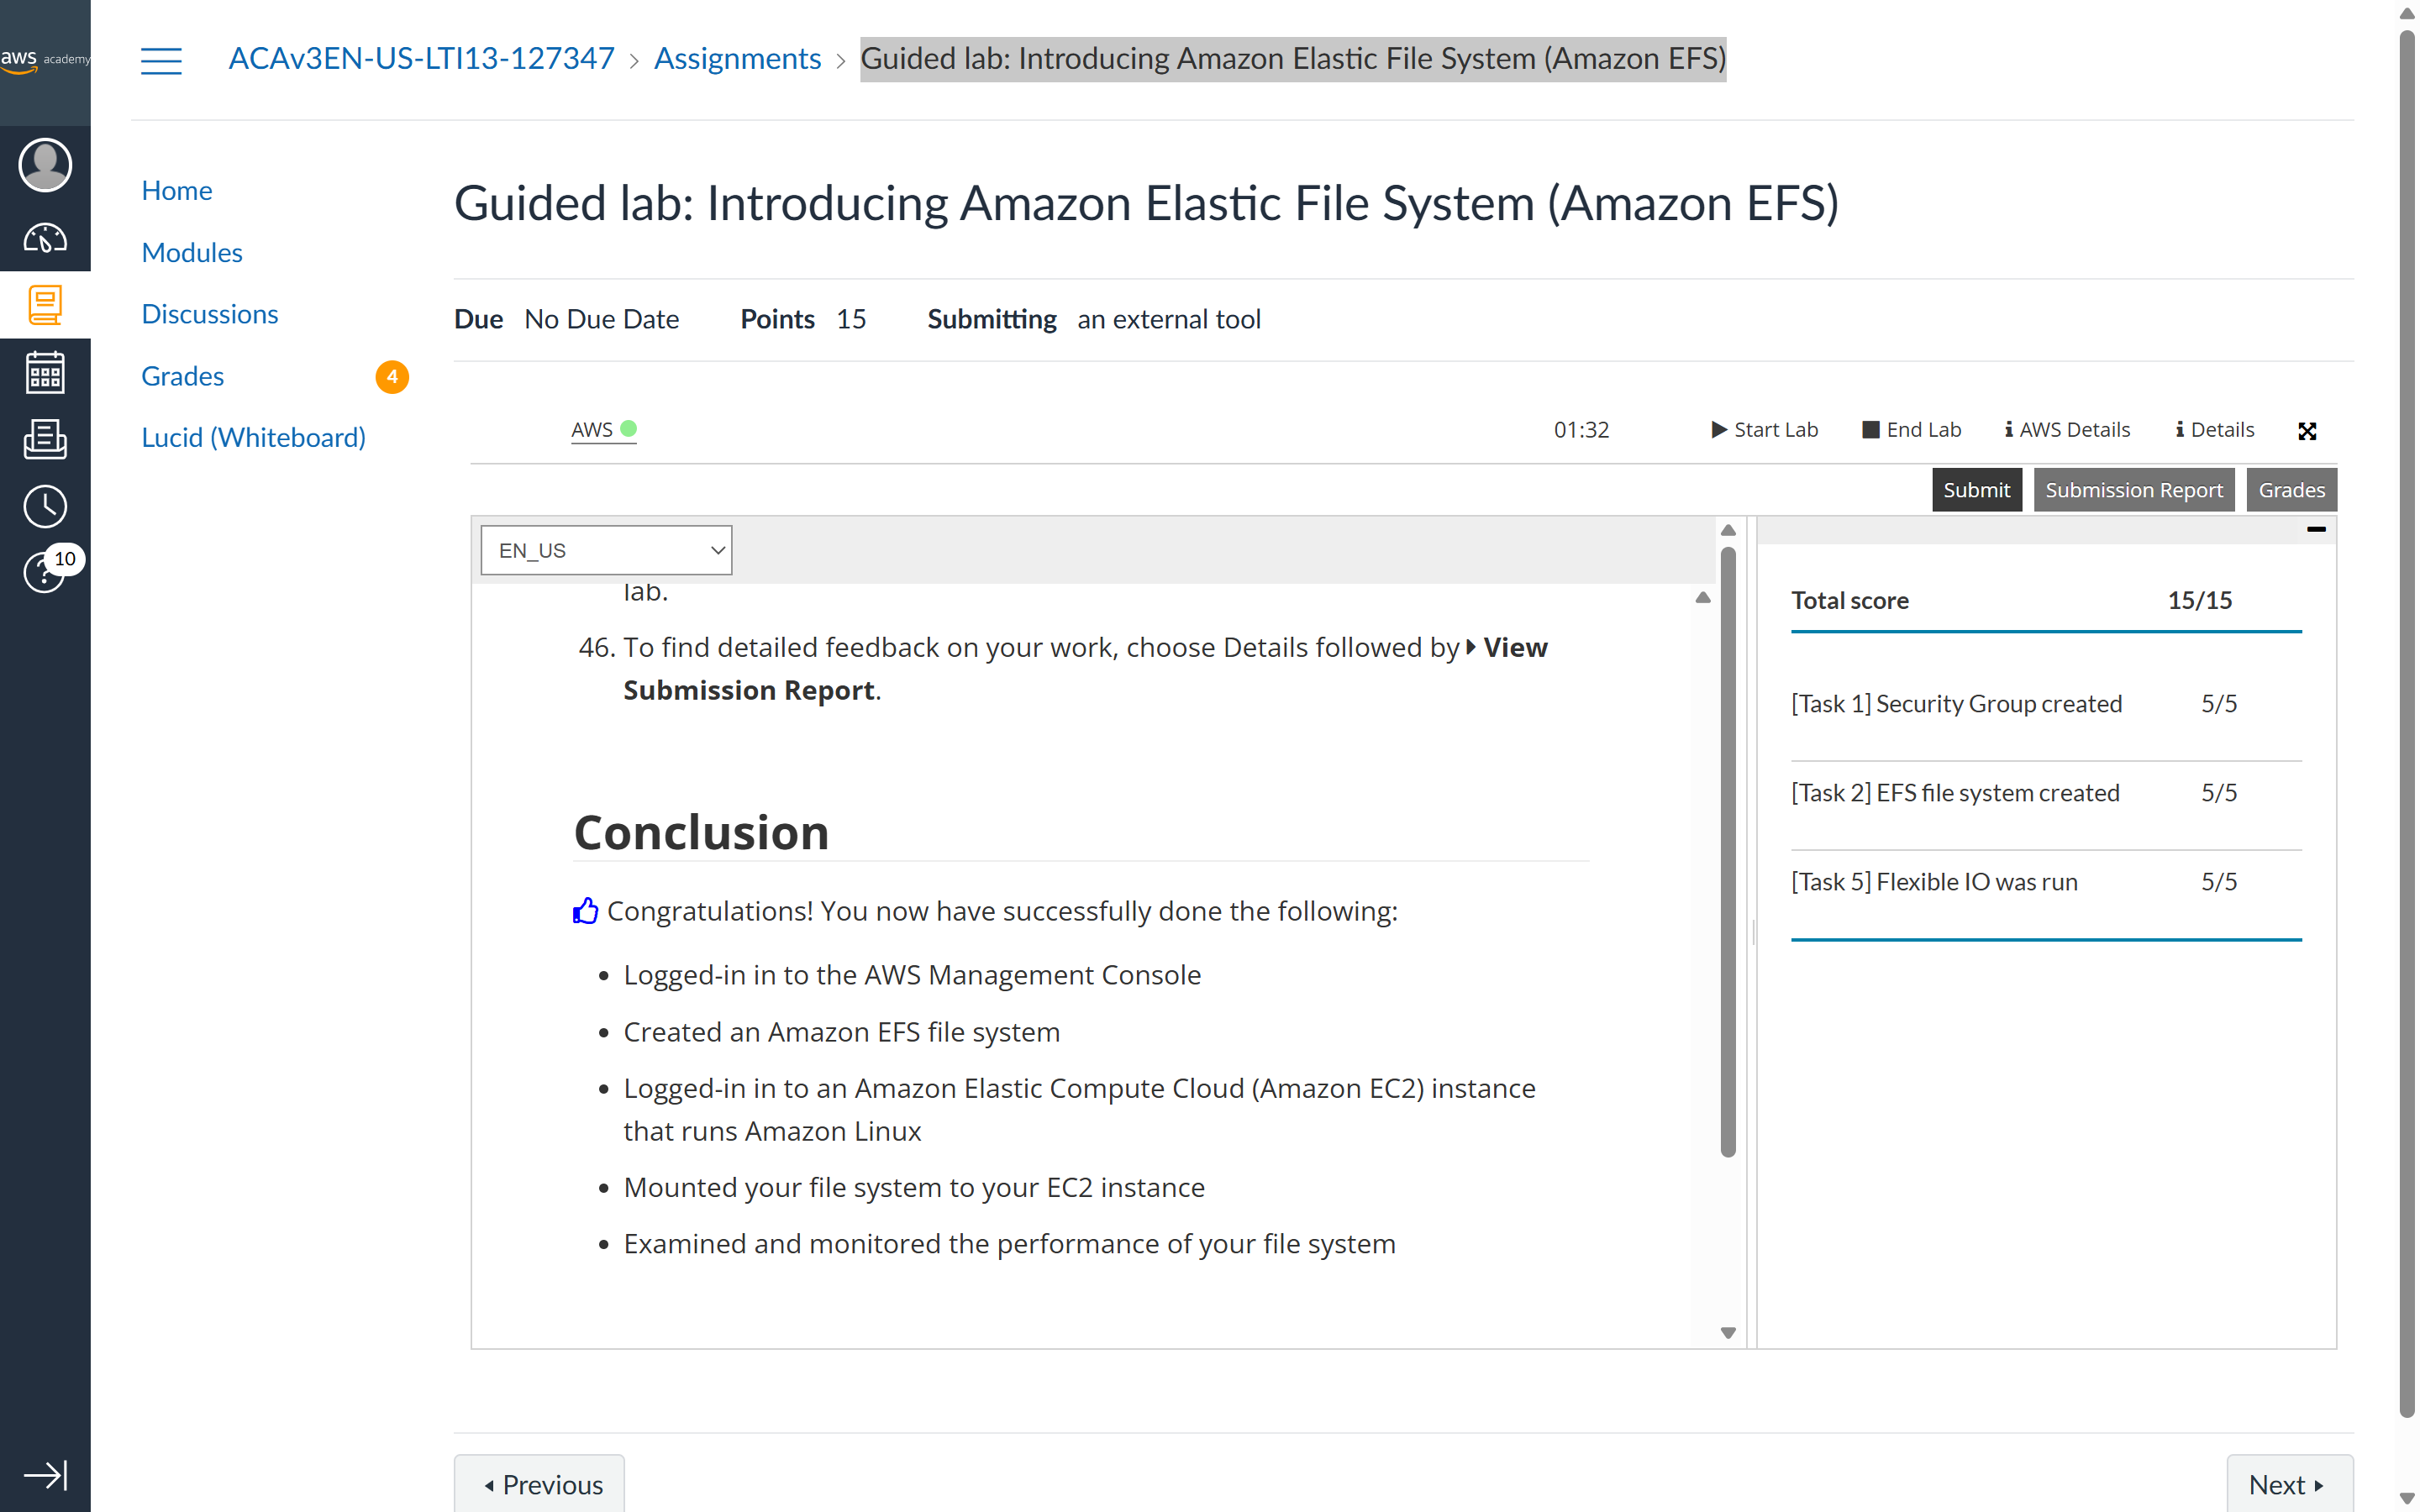 aws academy
ACAv3EN-US-LTI13-127347 > Assignments > Guided lab: Introducing Amazon Elastic File System (Amazon EFS)
Home
Modules
Discussions
Grades 4
Lucid (Whiteboard)
10
Guided lab: Introducing Amazon Elastic File System (Amazon EFS)
Due No Due Date Points 15 Submitting an external tool
AWS 01:32 Start Lab End Lab AWS Details Details
Submit Submission Report Grades
EN_US
lab.
46. To find detailed feedback on your work, choose Details followed by View
Submission Report.
Conclusion
Congratulations! You now have successfully done the following:
• Logged-in in to the AWS Management Console
• Created an Amazon EFS file system
• Logged-in in to an Amazon Elastic Compute Cloud (Amazon EC2) instance
that runs Amazon Linux
• Mounted your file system to your EC2 instance
• Examined and monitored the performance of your file system
Total score 15/15
[Task 1] Security Group created 5/5
[Task 2] EFS file system created 5/5
[Task 5] Flexible IO was run 5/5
Previous
Next